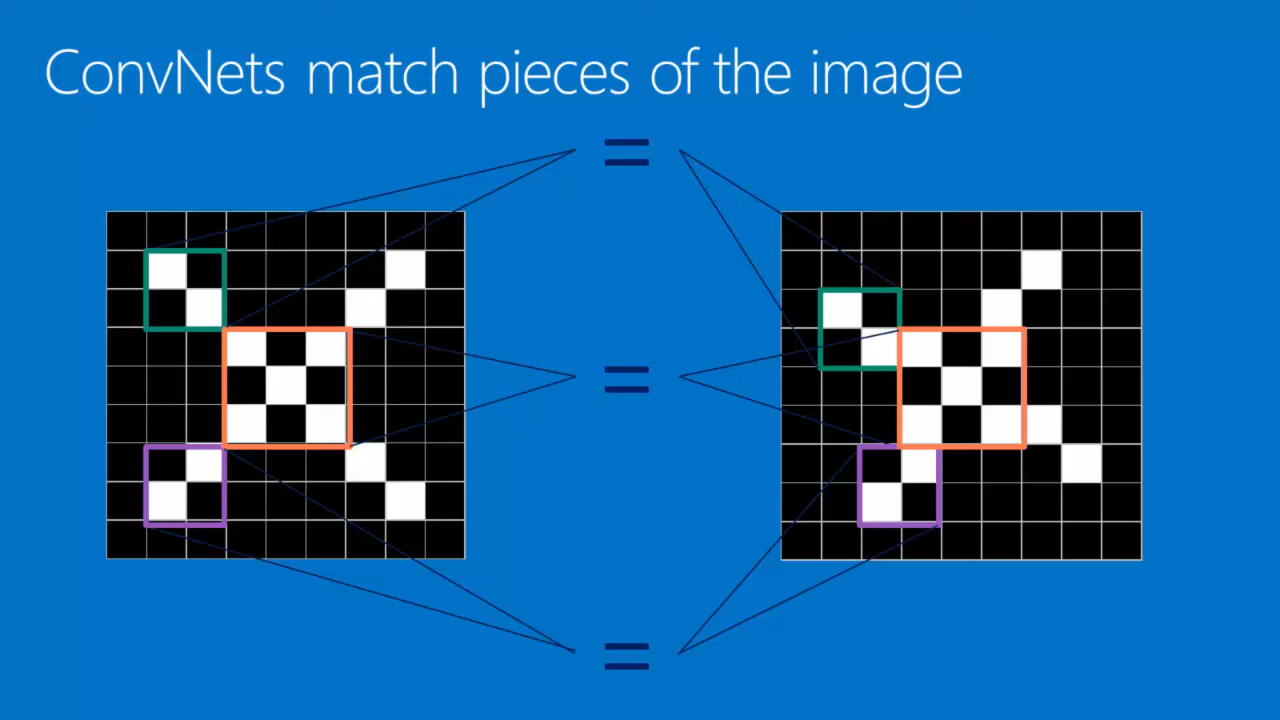 ConvNets match pieces of the image
=
=
=